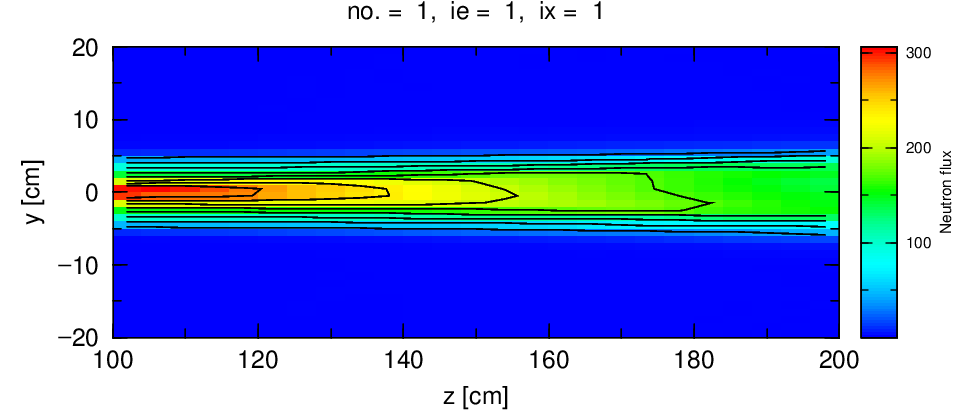 no. = 1, ie = 1, ix = 1
20
10
0
−10
−20
y [cm]
100 120 140 160 180 200
z [cm]
300
200
100
Neutron flux